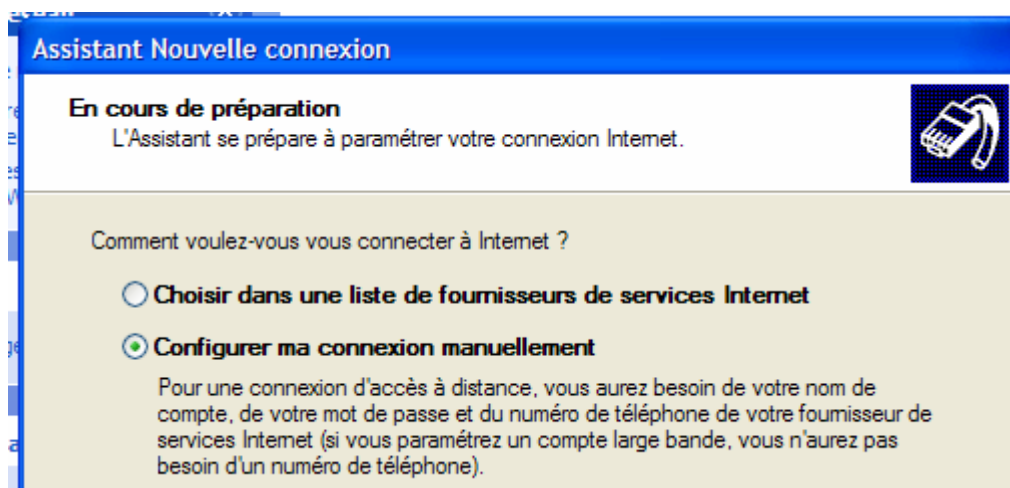 Assistant Nouvelle connexion
En cours de préparation
L'Assistant se prépare à paramétrer votre connexion Internet.
Comment voulez-vous vous connecter à Internet ?
Choisir dans une liste de fournisseurs de services Internet
Configurer ma connexion manuellement
Pour une connexion d'accès à distance, vous aurez besoin de votre nom de
compte, de votre mot de passe et du numéro de téléphone de votre fournisseur de
services Internet (si vous paramétrez un compte large bande, vous n'aurez pas
besoin d'un numéro de téléphone).